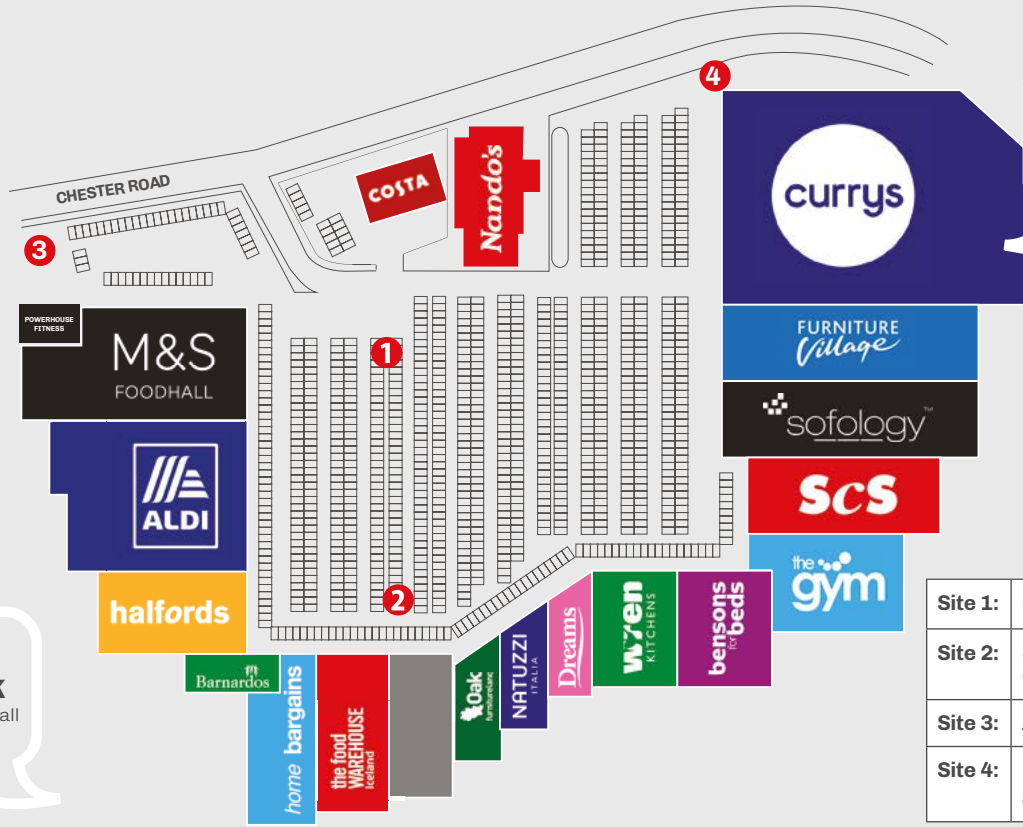 4
CHESTER ROAD
COSTA
Nando's
currys
3
POWERHOUSE
FITNESS
M&S
FOODHALL
1
FURNITURE
Village
sofology™
ALDI
ScS
the
gym
halfords
2
Barnardos
home bargains
the food
WAREHOUSE
Iceland
Oak
furnitureland
NATUZZI
ITALIA
Dreams
wren
KITCHENS
bensons
for beds
all
Site 1:
Site 2:
Site 3:
Site 4: